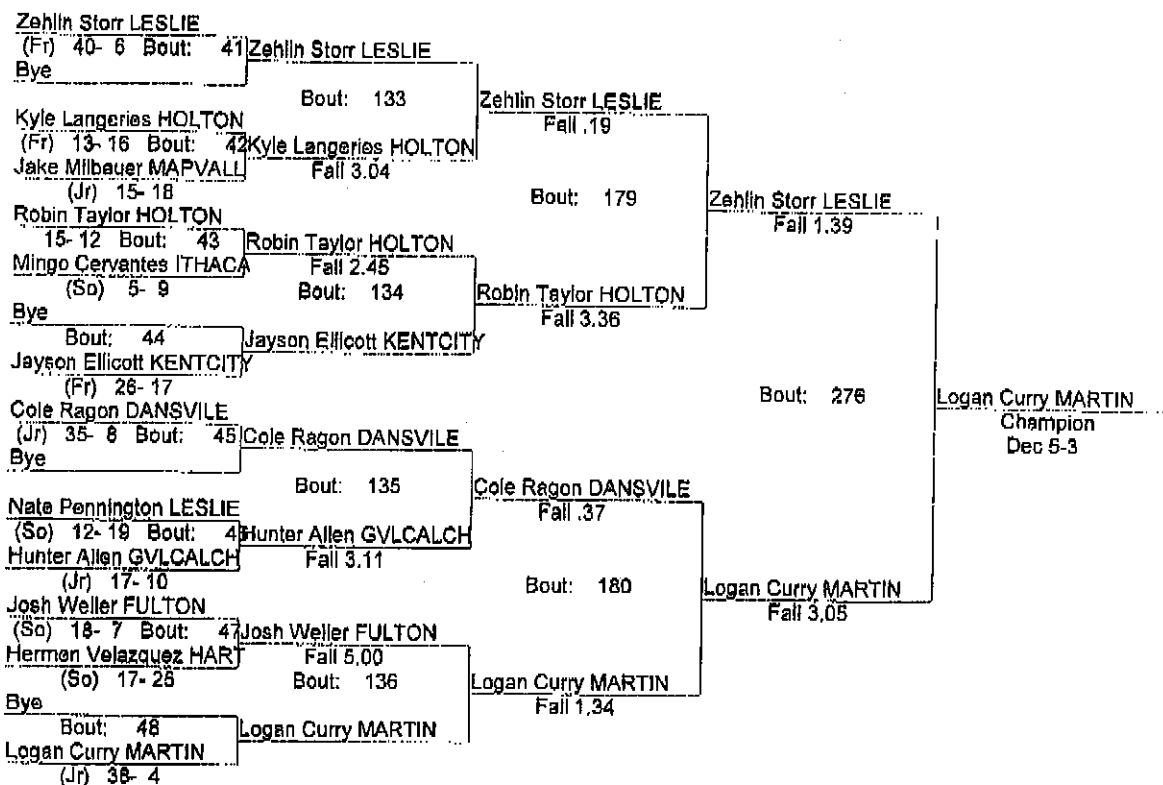 Zehlin Storr LESLIE
(Fr) 40- 6 Bout: 41
Bye
Zehlin Storr LESLIE
Bout: 133
Kyle Langeries HOLTON
(Fr) 13- 16 Bout: 42
Jake Milbauer MAPVALL
(Jr) 15- 18
Kyle Langeries HOLTON
Fall 3.04
Zehlin Storr LESLIE
Fall .19
Robin Taylor HOLTON
15- 12 Bout: 43
Mingo Cervantes ITHACA
(So) 5- 9
Robin Taylor HOLTON
Fall 2.45
Bout: 134
Bye
Bout: 44
Jayson Ellicott KENTCITY
(Fr) 26- 17
Jayson Ellicott KENTCITY
Robin Taylor HOLTON
Fall 3.36
Bout: 179
Zehlin Storr LESLIE
Fall 1.39
Cole Ragon DANSVILE
(Jr) 35- 8 Bout: 45
Bye
Cole Ragon DANSVILE
Bout: 135
Nate Pennington LESLIE
(So) 12- 19 Bout: 46
Hunter Allen GVLCALCH
(Jr) 17- 10
Hunter Allen GVLCALCH
Fall 3.11
Cole Ragon DANSVILE
Fall .37
Josh Weller FULTON
(So) 18- 7 Bout: 47
Hermen Velazquez HART
(So) 17- 26
Josh Weller FULTON
Fall 5.00
Bout: 136
Bye
Bout: 48
Logan Curry MARTIN
(Jr) 38- 4
Logan Curry MARTIN
Logan Curry MARTIN
Fall 1.34
Bout: 180
Logan Curry MARTIN
Fall 3.05
Bout: 276
Logan Curry MARTIN
Champion
Dec 5-3